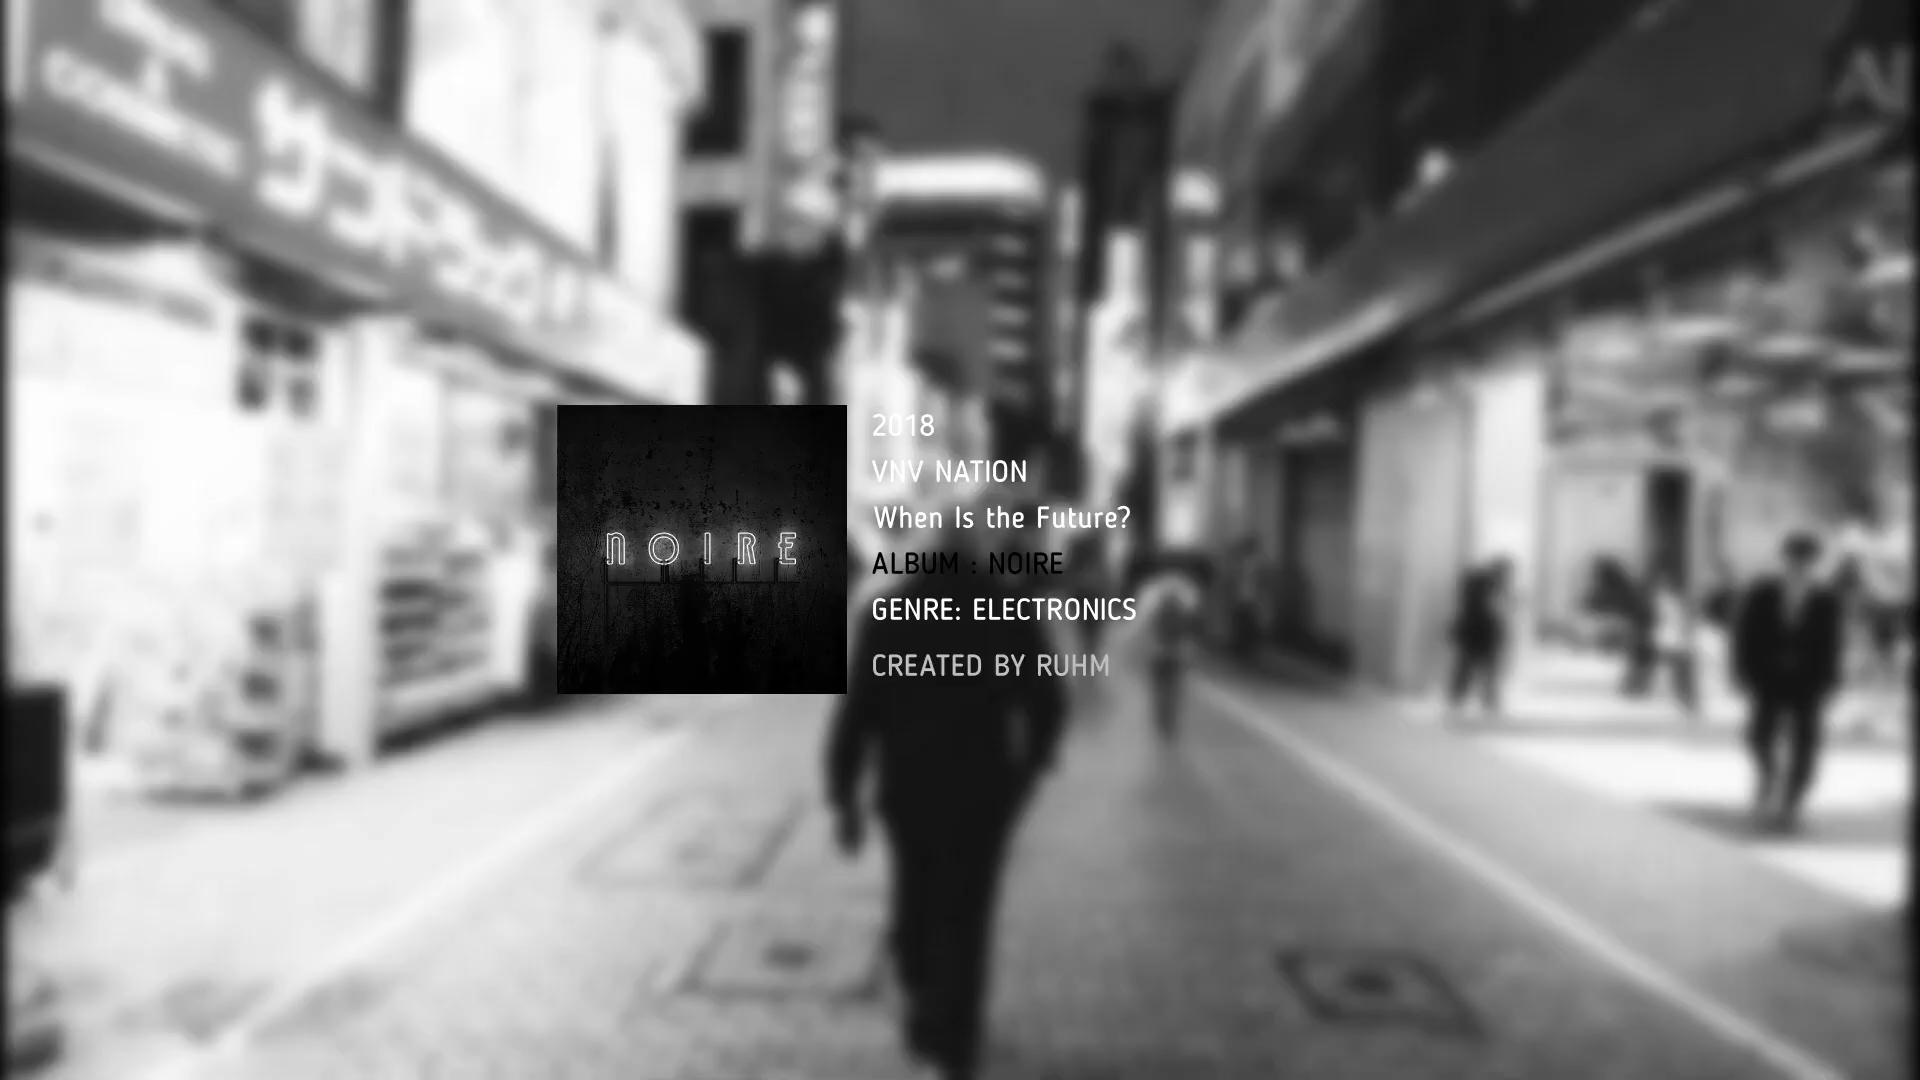 NOIRE
2018
VNV NATION
When Is the Future?
ALBUM : NOIRE
GENRE: ELECTRONICS
CREATED BY RUHM